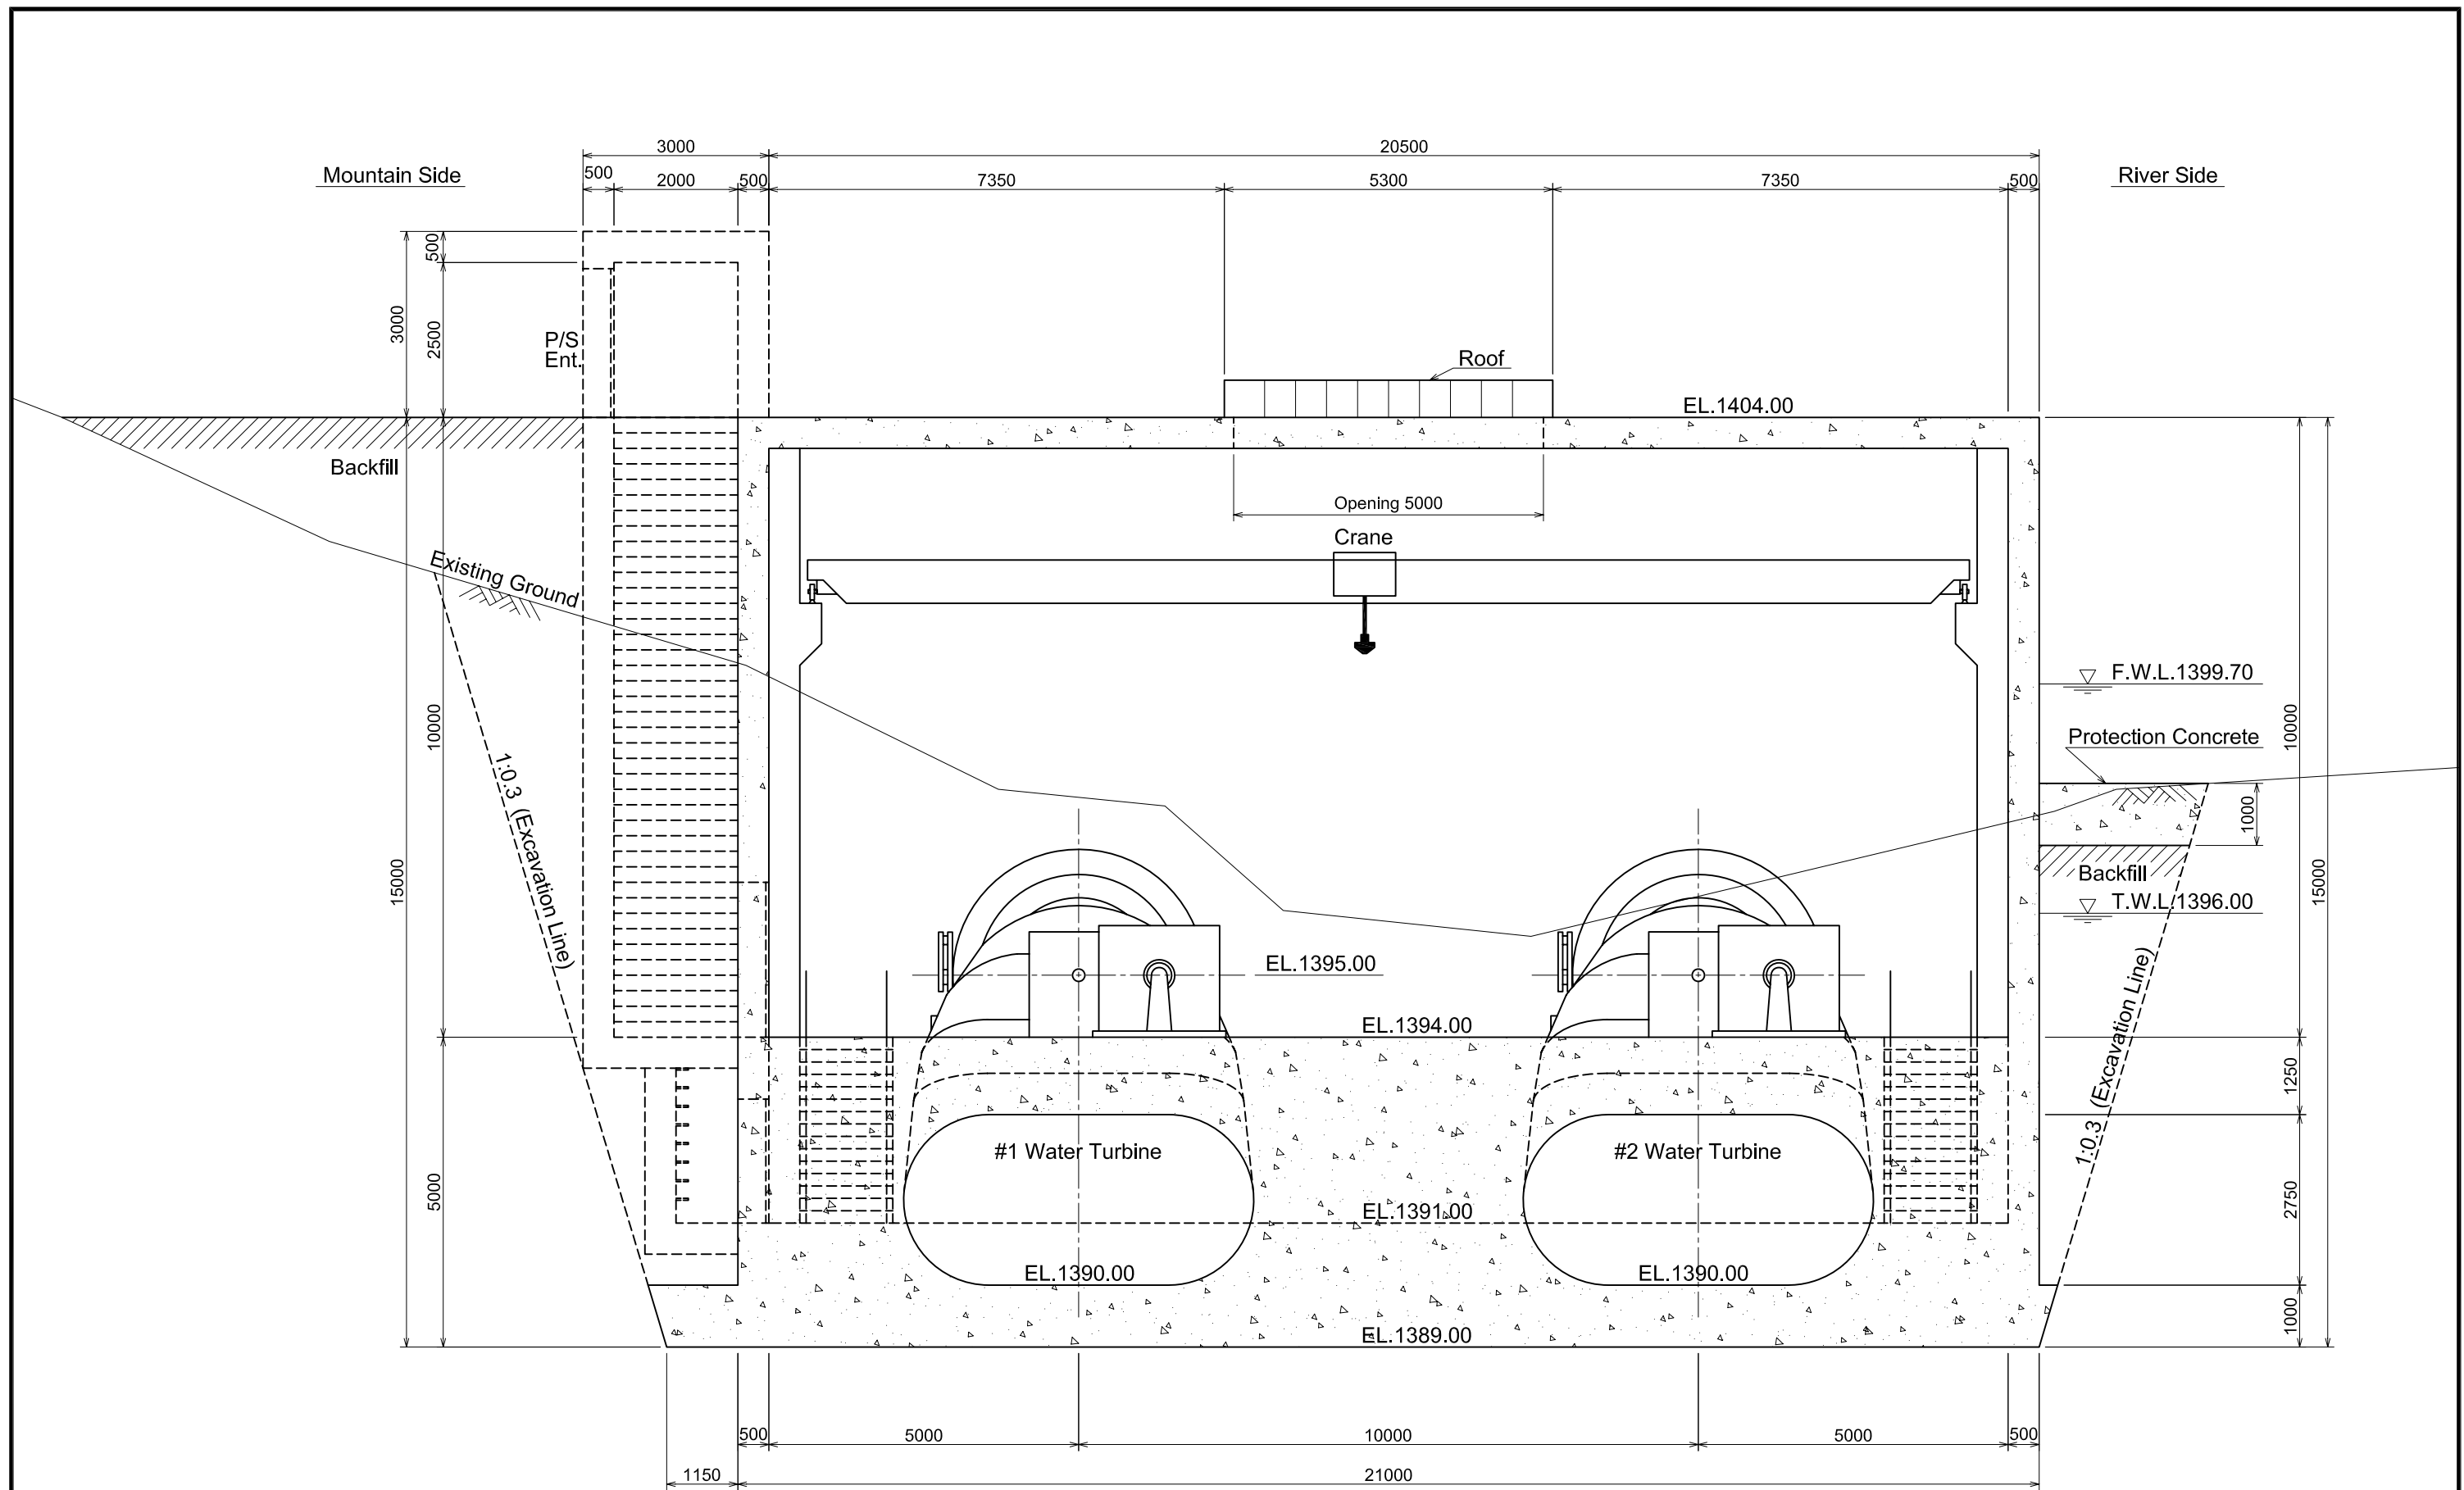 3000
20500
Mountain Side
River Side
500
2000
500
7350
5300
7350
500
500
3000
2500
P/S
Ent.
Roof
EL.1404.00
Backfill
Opening 5000
Crane
Existing Ground
F.W.L.1399.70
10000
10000
Protection Concrete
1:0.3 (Excavation Line)
1000
15000
15000
Backfill
T.W.L.1396.00
EL.1395.00
1:0.3 (Excavation Line)
EL.1394.00
1250
#1 Water Turbine
#2 Water Turbine
5000
2750
EL.1391.00
EL.1390.00
EL.1390.00
1000
EL.1389.00
500
5000
10000
5000
500
1150
21000